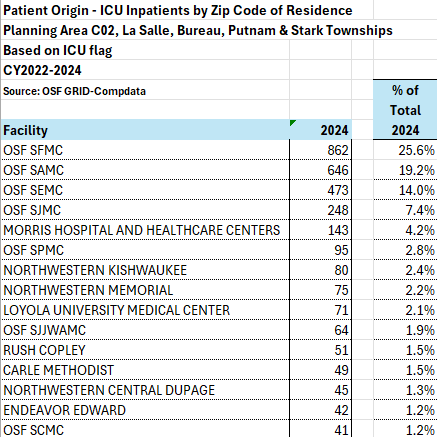 Patient Origin - ICU Inpatients by Zip Code of Residence
Planning Area C02, La Salle, Bureau, Putnam & Stark Townships
Based on ICU flag
CY2022-2024
Source: OSF GRID-Compdata % of
Total
Facility 2024 2024
OSF SFMC 862 25.6%
OSF SAMC 646 19.2%
OSF SEMC 473 14.0%
OSF SJMC 248 7.4%
MORRIS HOSPITAL AND HEALTHCARE CENTERS 143 4.2%
OSF SPMC 95 2.8%
NORTHWESTERN KISHWAUKEE 80 2.4%
NORTHWESTERN MEMORIAL 75 2.2%
LOYOLA UNIVERSITY MEDICAL CENTER 71 2.1%
OSF SJJWAMC 64 1.9%
RUSH COPLEY 51 1.5%
CARLE METHODIST 49 1.5%
NORTHWESTERN CENTRAL DUPAGE 45 1.3%
ENDEAVOR EDWARD 42 1.2%
OSF SCMC 41 1.2%